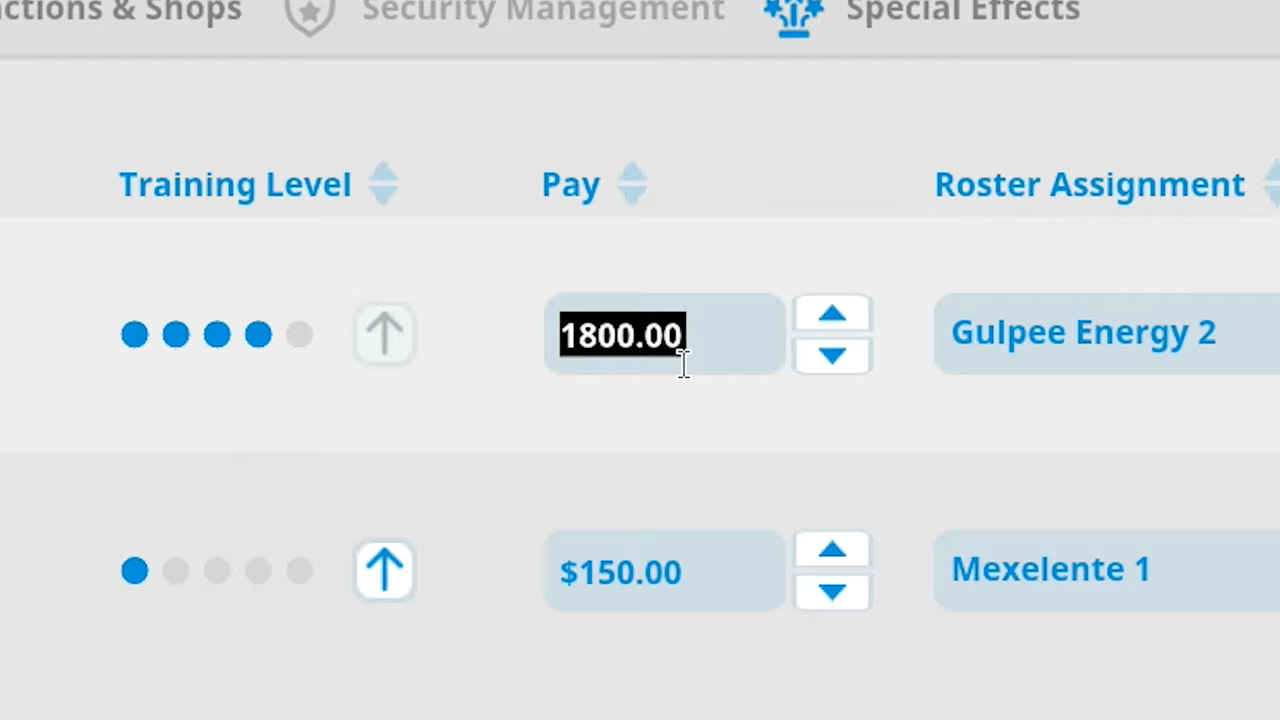 ctions & Shops Security Management Special Effects
Training Level Pay Roster Assignment
1800.00 Gulpee Energy 2
$150.00 Mexelente 1